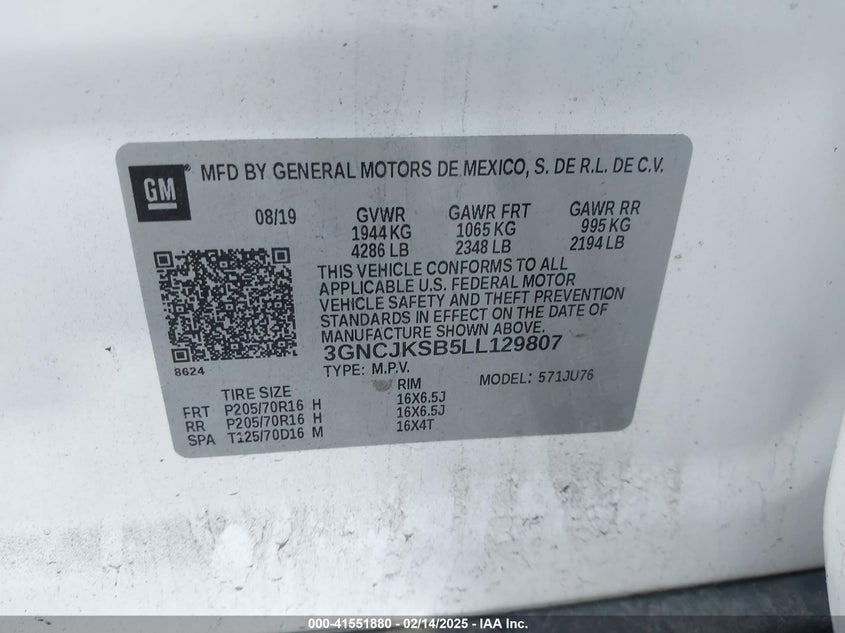 GM ® MFD BY GENERAL MOTORS DE MEXICO, S. DE R.L. DE C.V.
08/19 GVWR GAWR FRT GAWR RR
1944 KG 1065 KG 995 KG
4286 LB 2348 LB 2194 LB
THIS VEHICLE CONFORMS TO ALL
APPLICABLE U.S. FEDERAL MOTOR
VEHICLE SAFETY AND THEFT PREVENTION
STANDARDS IN EFFECT ON THE DATE OF
MANUFACTURE SHOWN ABOVE.
3GNCJKSB5LL129807
8624
TYPE: M.P.V. MODEL: 571JU76
TIRE SIZE RIM
FRT P205/70R16 H 16X6.5J
RR P205/70R16 H 16X6.5J
SPA T125/70D16 M 16X4T
000-41551880 - 02/14/2025 - IAA Inc.